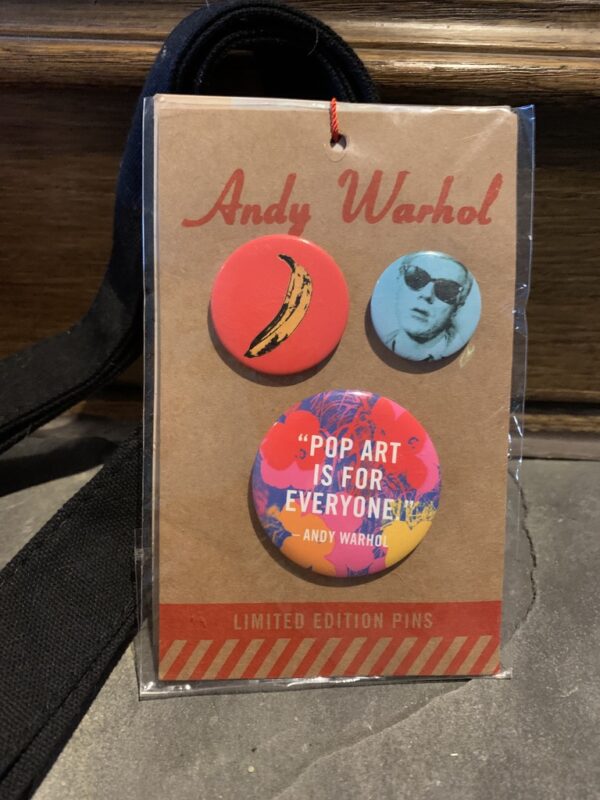 Andy Warhol
“POP ART
IS FOR
EVERYONE!”
– ANDY WARHOL
LIMITED EDITION PINS